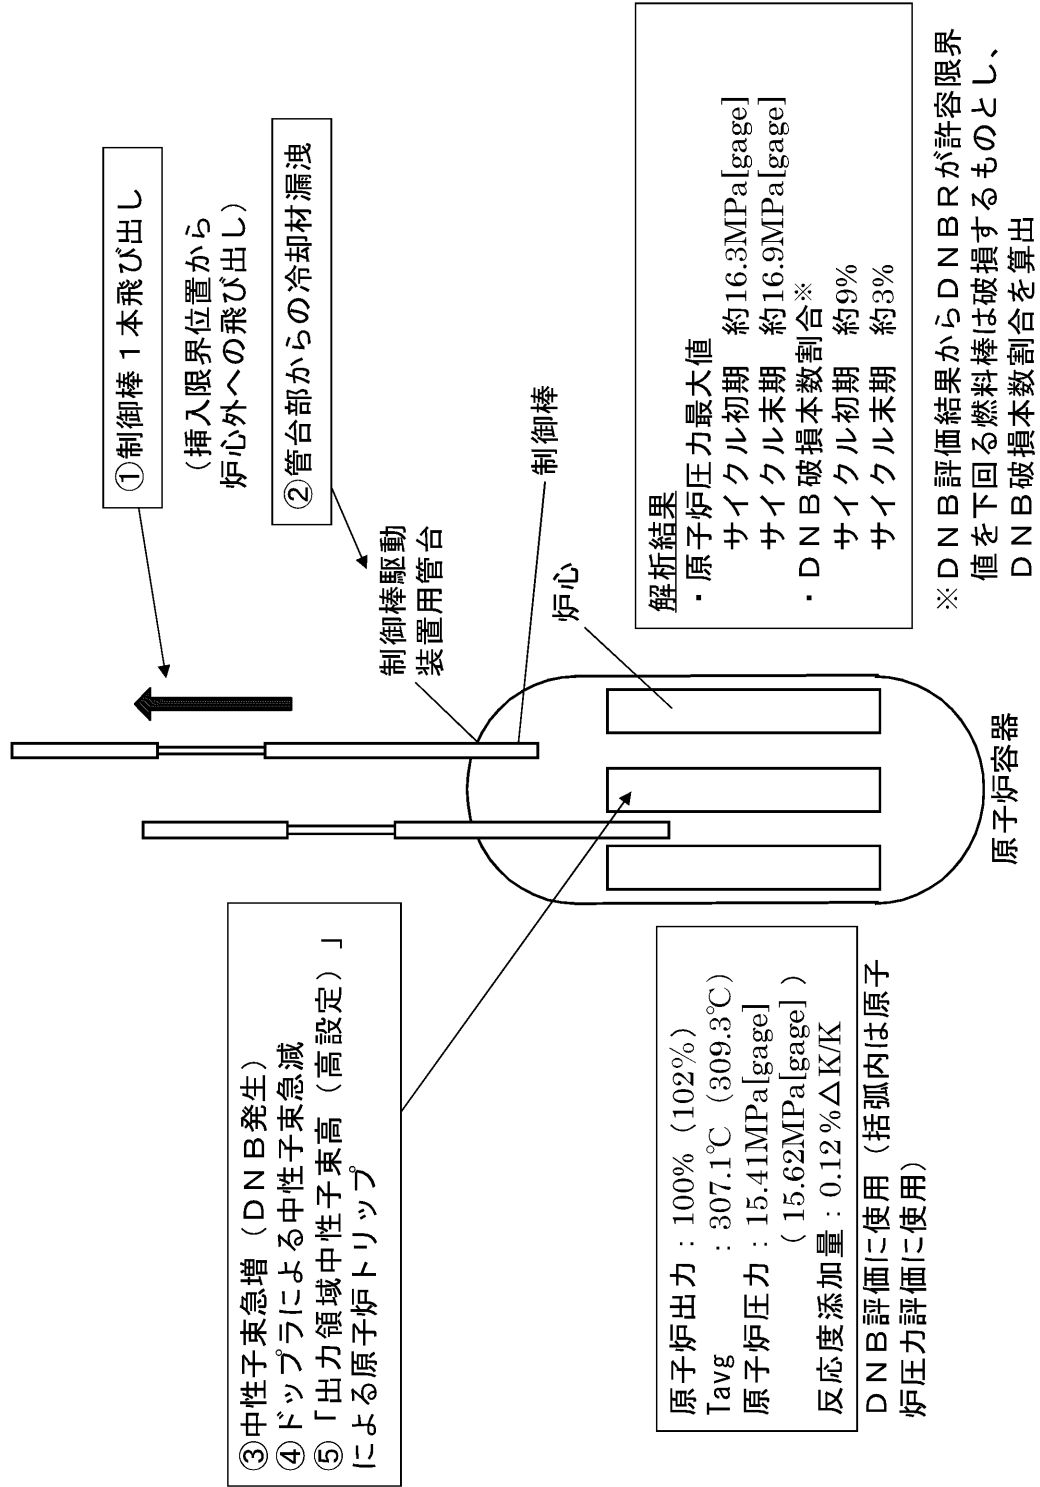 ①制御棒１本飛び出し
（挿入限界位置から
炉心外への飛び出し）
②管台部からの冷却材漏洩
制御棒駆動
装置用管台
制御棒
炉心
原子炉容器
③中性子束急増（ＤＮＢ発生）
④ドップラによる中性子束急減
⑤「出力領域中性子束高（高設定）」
による原子炉トリップ
原子炉出力：100%（102%）
Tavg　：307.1℃（309.3℃）
原子炉圧力：15.41MPa[gage]
（15.62MPa[gage]）
反応度添加量：0.12%△K/K
ＤＮＢ評価に使用（括弧内は原子
炉圧力評価に使用）
解析結果
・原子炉圧力最大値
サイクル初期　約16.3MPa[gage]
サイクル末期　約16.9MPa[gage]
・ＤＮＢ破損本数割合※
サイクル初期　約9%
サイクル末期　約3%
※ＤＮＢ評価結果からＤＮＢＲが許容限界
値を下回る燃料棒は破損するものとし、
ＤＮＢ破損本数割合を算出